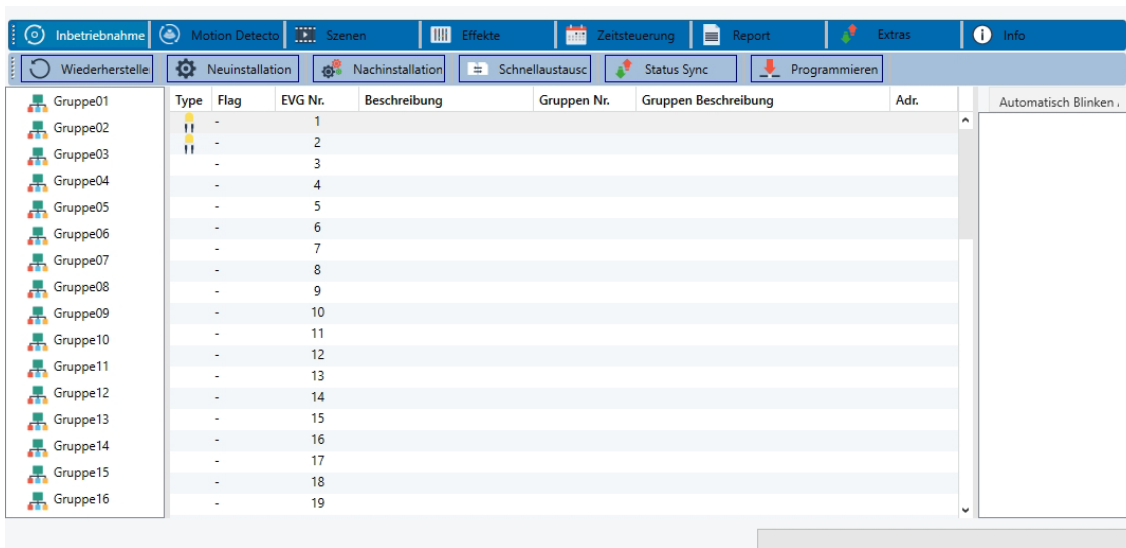 Inbetriebnahme Motion Detecto Szenen Effekte Zeitsteuerung Report Extras Info
Wiederherstelle Neuinstallation Nachinstallation Schnellaustausc Status Sync Programmieren
Gruppe01
Gruppe02
Gruppe03
Gruppe04
Gruppe05
Gruppe06
Gruppe07
Gruppe08
Gruppe09
Gruppe10
Gruppe11
Gruppe12
Gruppe13
Gruppe14
Gruppe15
Gruppe16
Type Flag EVG Nr. Beschreibung Gruppen Nr. Gruppen Beschreibung Adr.
- 1
- 2
- 3
- 4
- 5
- 6
- 7
- 8
- 9
- 10
- 11
- 12
- 13
- 14
- 15
- 16
- 17
- 18
- 19
Automatisch Blinken